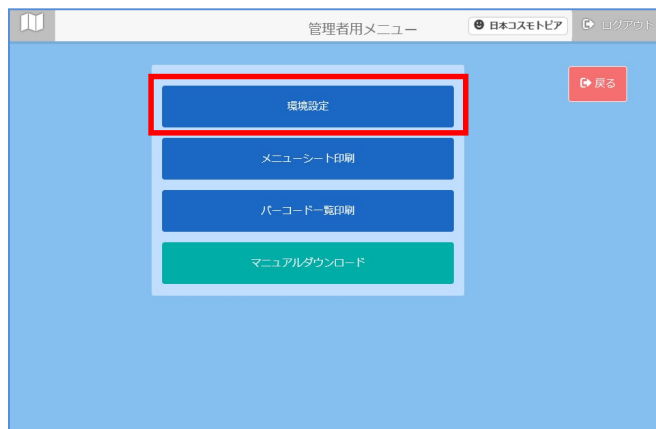 管理者用メニュー
日本コスモトピア
ログアウト
戻る
環境設定
メニューシート印刷
バーコード一覧印刷
マニュアルダウンロード